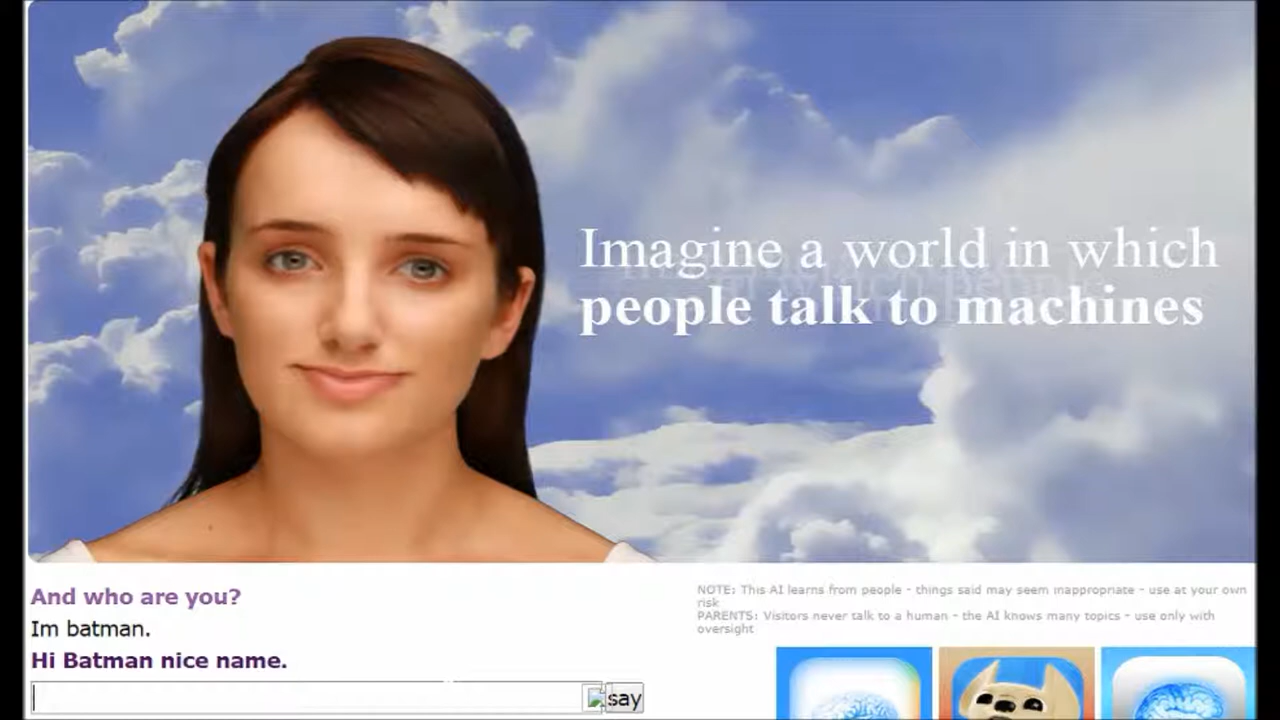 Imagine a world in which
people talk to machines
And who are you?
Im batman.
Hi Batman nice name.
say
NOTE: This AI learns from people - things said may seem inappropriate - use at your own
risk
PARENTS: Visitors never talk to a human - the AI knows many topics - use only with
oversight